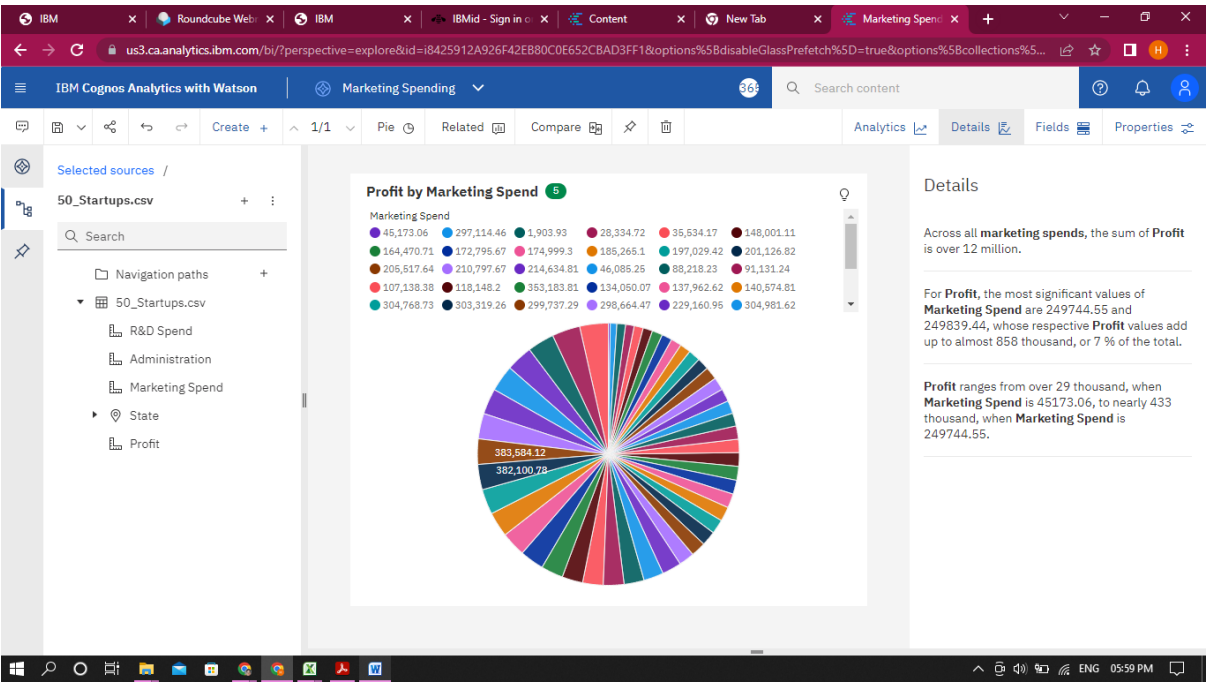 IBM
Roundcube Webr
IBM
IBMid - Sign in o
Content
New Tab
Marketing Spend
us3.ca.analytics.ibm.com/bi/?perspective=explore&id=i8425912A926F42EB80C0E652CBAD3FF1&options%5BdisableGlassPrefetch%5D=true&options%5Bcollections%5...
H
IBM Cognos Analytics with Watson
Marketing Spending
Search content
Create +
1/1
Pie
Related
Compare
Analytics
Details
Fields
Properties
Selected sources /
50_Startups.csv
Search
Navigation paths
50_Startups.csv
R&D Spend
Administration
Marketing Spend
State
Profit
Profit by Marketing Spend 5
Marketing Spend
45,173.06 297,114.46 1,903.93 28,334.72 35,534.17 148,001.11
164,470.71 172,795.67 174,999.3 185,265.1 197,029.42 201,126.82
205,517.64 210,797.67 214,634.81 46,085.25 88,218.23 91,131.24
107,138.38 118,148.2 353,183.81 134,050.07 137,962.62 140,574.81
304,768.73 303,319.26 299,737.29 298,664.47 229,160.95 304,981.62
383,584.12
382,100.78
Details
Across all marketing spends, the sum of Profit
is over 12 million.
For Profit, the most significant values of
Marketing Spend are 249744.55 and
249839.44, whose respective Profit values add
up to almost 858 thousand, or 7 % of the total.
Profit ranges from over 29 thousand, when
Marketing Spend is 45173.06, to nearly 433
thousand, when Marketing Spend is
249744.55.
ENG 05:59 PM